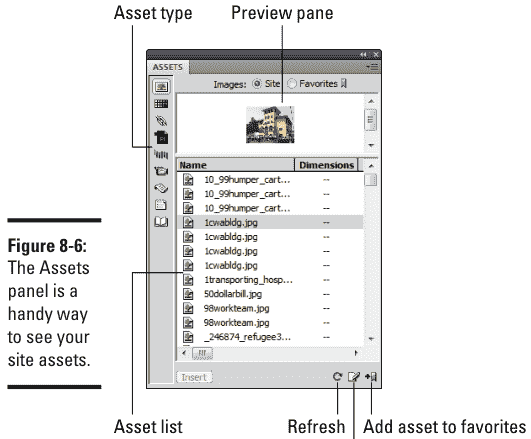 Asset type
Preview pane
ASSETS
Images: Site Favorites
Name Dimensions
10_99humper_cart... --
10_99humper_cart... --
10_99humper_cart... --
1cwabldg.jpg --
1cwabldg.jpg --
1cwabldg.jpg --
1cwabldg.jpg --
1transporting_hosp... --
50dollarbill.jpg --
98workteam.jpg --
98workteam.jpg --
_246874_refugee3... --
Insert
Figure 8-6:
The Assets
panel is a
handy way
to see your
site assets.
Asset list
Refresh
Add asset to favorites